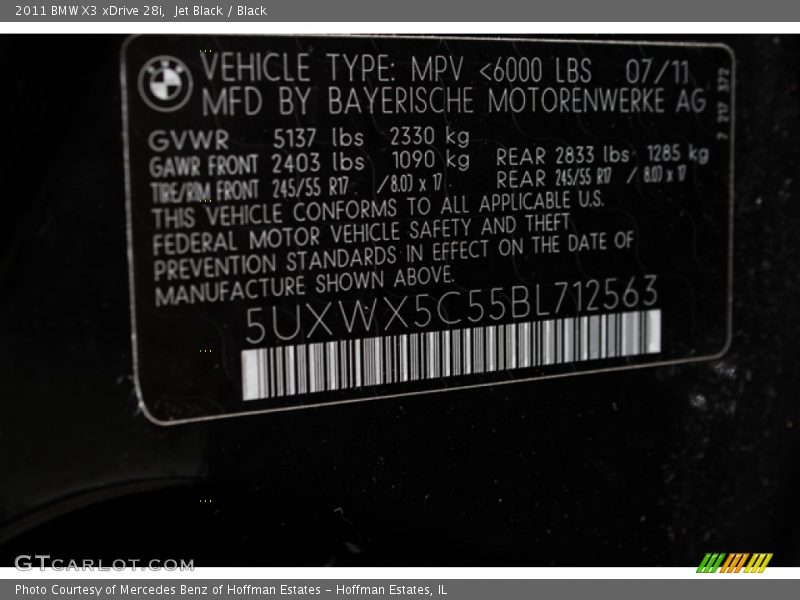 2011 BMW X3 xDrive 28i, Jet Black / Black
VEHICLE TYPE: MPV <6000 LBS 07/11
MFD BY BAYERISCHE MOTORENWERKE AG
7 217 372
GVWR 5137 lbs 2330 kg
GAWR FRONT 2403 lbs 1090 kg REAR 2833 lbs 1285 kg
TIRE/RIM FRONT 245/55 R17 / 8.0J x 17 REAR 245/55 R17 / 8.0J x 17
THIS VEHICLE CONFORMS TO ALL APPLICABLE U.S.
FEDERAL MOTOR VEHICLE SAFETY AND THEFT
PREVENTION STANDARDS IN EFFECT ON THE DATE OF
MANUFACTURE SHOWN ABOVE.
5UXWX5C55BL712563
GTCARLOT.COM
Photo Courtesy of Mercedes Benz of Hoffman Estates - Hoffman Estates, IL